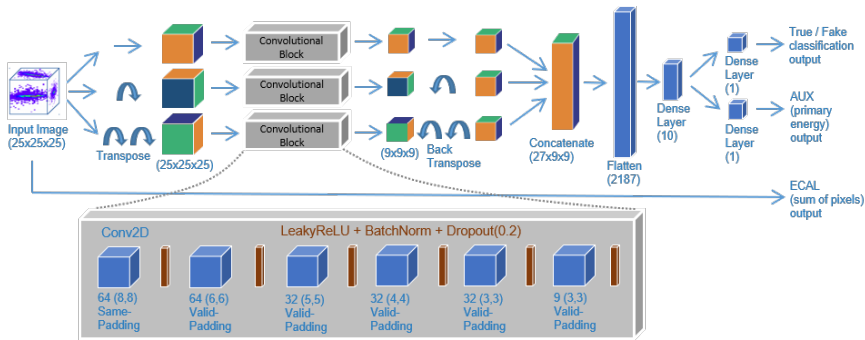 Input Image
(25x25x25)
Transpose
(25x25x25)
Convolutional
Block
Convolutional
Block
Convolutional
Block
(9x9x9)
Back
Transpose
Concatenate
(27x9x9)
Flatten
(2187)
Dense
Layer
(10)
Dense
Layer
(1)
Dense
Layer
(1)
True / Fake
classification
output
AUX
(primary
energy)
output
ECAL
(sum of pixels)
output
Conv2D
LeakyReLU + BatchNorm + Dropout(0.2)
64 (8,8)
Same-
Padding
64 (6,6)
Valid-
Padding
32 (5,5)
Valid-
Padding
32 (4,4)
Valid-
Padding
32 (3,3)
Valid-
Padding
9 (3,3)
Valid-
Padding